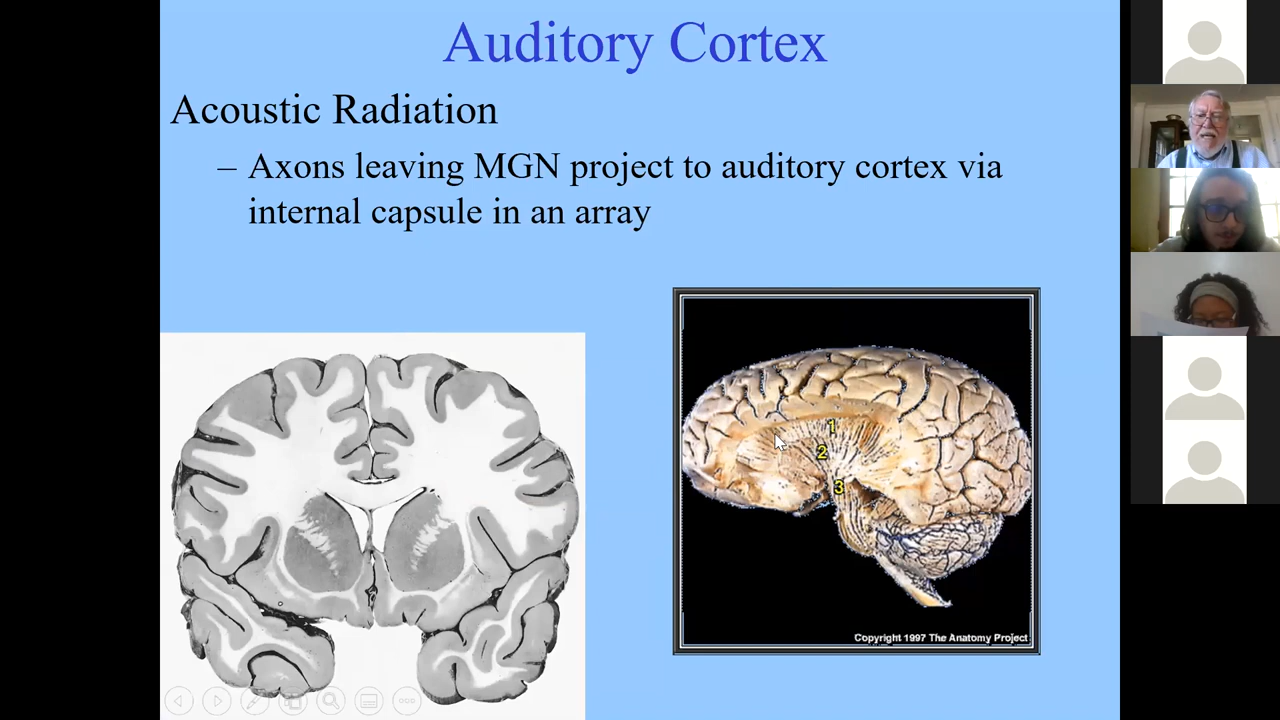 Auditory Cortex
Acoustic Radiation
– Axons leaving MGN project to auditory cortex via
internal capsule in an array
1
2
3
Copyright 1997 The Anatomy Project